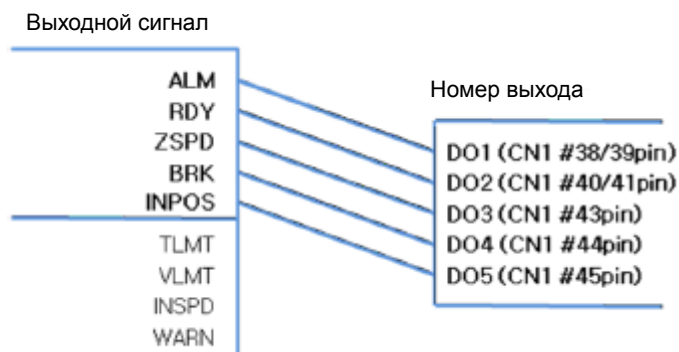 Выходной сигнал
ALM
RDY
ZSPD
BRK
INPOS
TLMT
VLMT
INSPD
WARN
Номер выхода
DO1 (CN1 #38/39pin)
DO2 (CN1 #40/41pin)
DO3 (CN1 #43pin)
DO4 (CN1 #44pin)
DO5 (CN1 #45pin)